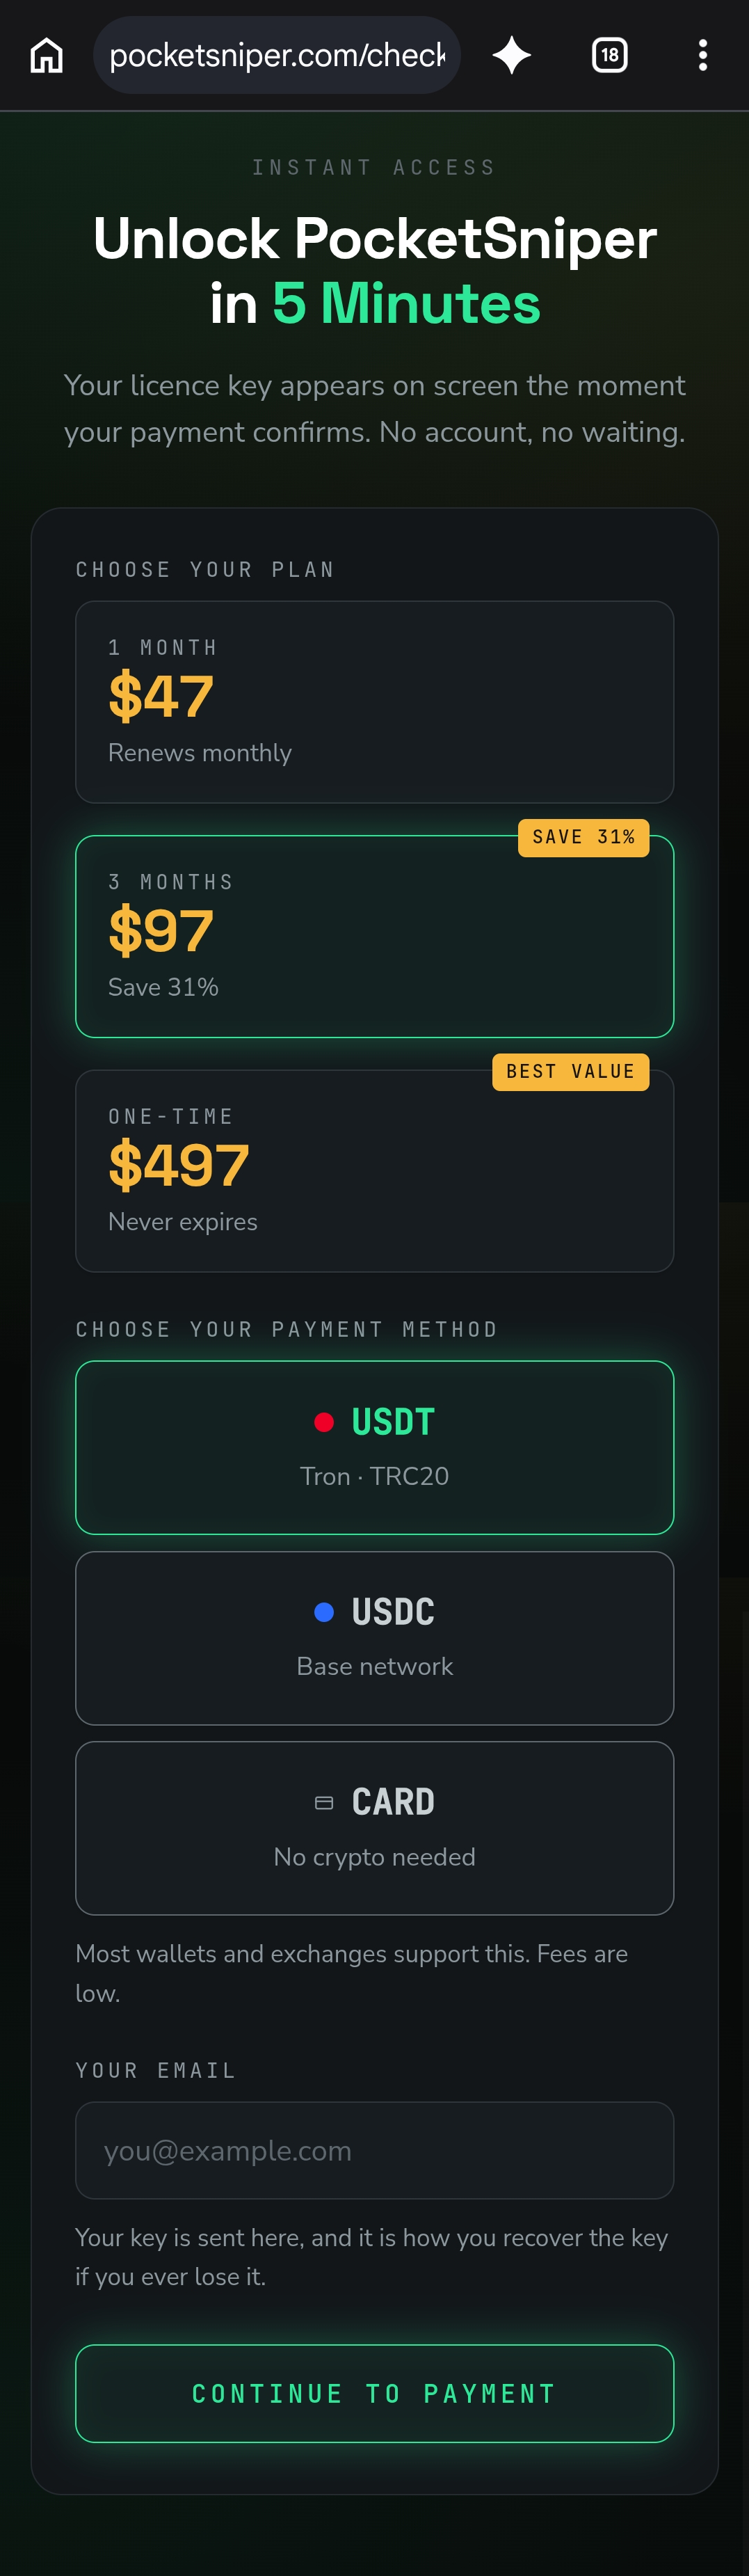 pocketsniper.com/check
18
INSTANT ACCESS
Unlock PocketSniper
in 5 Minutes
Your licence key appears on screen the moment
your payment confirms. No account, no waiting.
CHOOSE YOUR PLAN
1 MONTH
$47
Renews monthly
SAVE 31%
3 MONTHS
$97
Save 31%
BEST VALUE
ONE-TIME
$497
Never expires
CHOOSE YOUR PAYMENT METHOD
USDT
Tron · TRC20
USDC
Base network
CARD
No crypto needed
Most wallets and exchanges support this. Fees are
low.
YOUR EMAIL
you@example.com
Your key is sent here, and it is how you recover the key
if you ever lose it.
CONTINUE TO PAYMENT